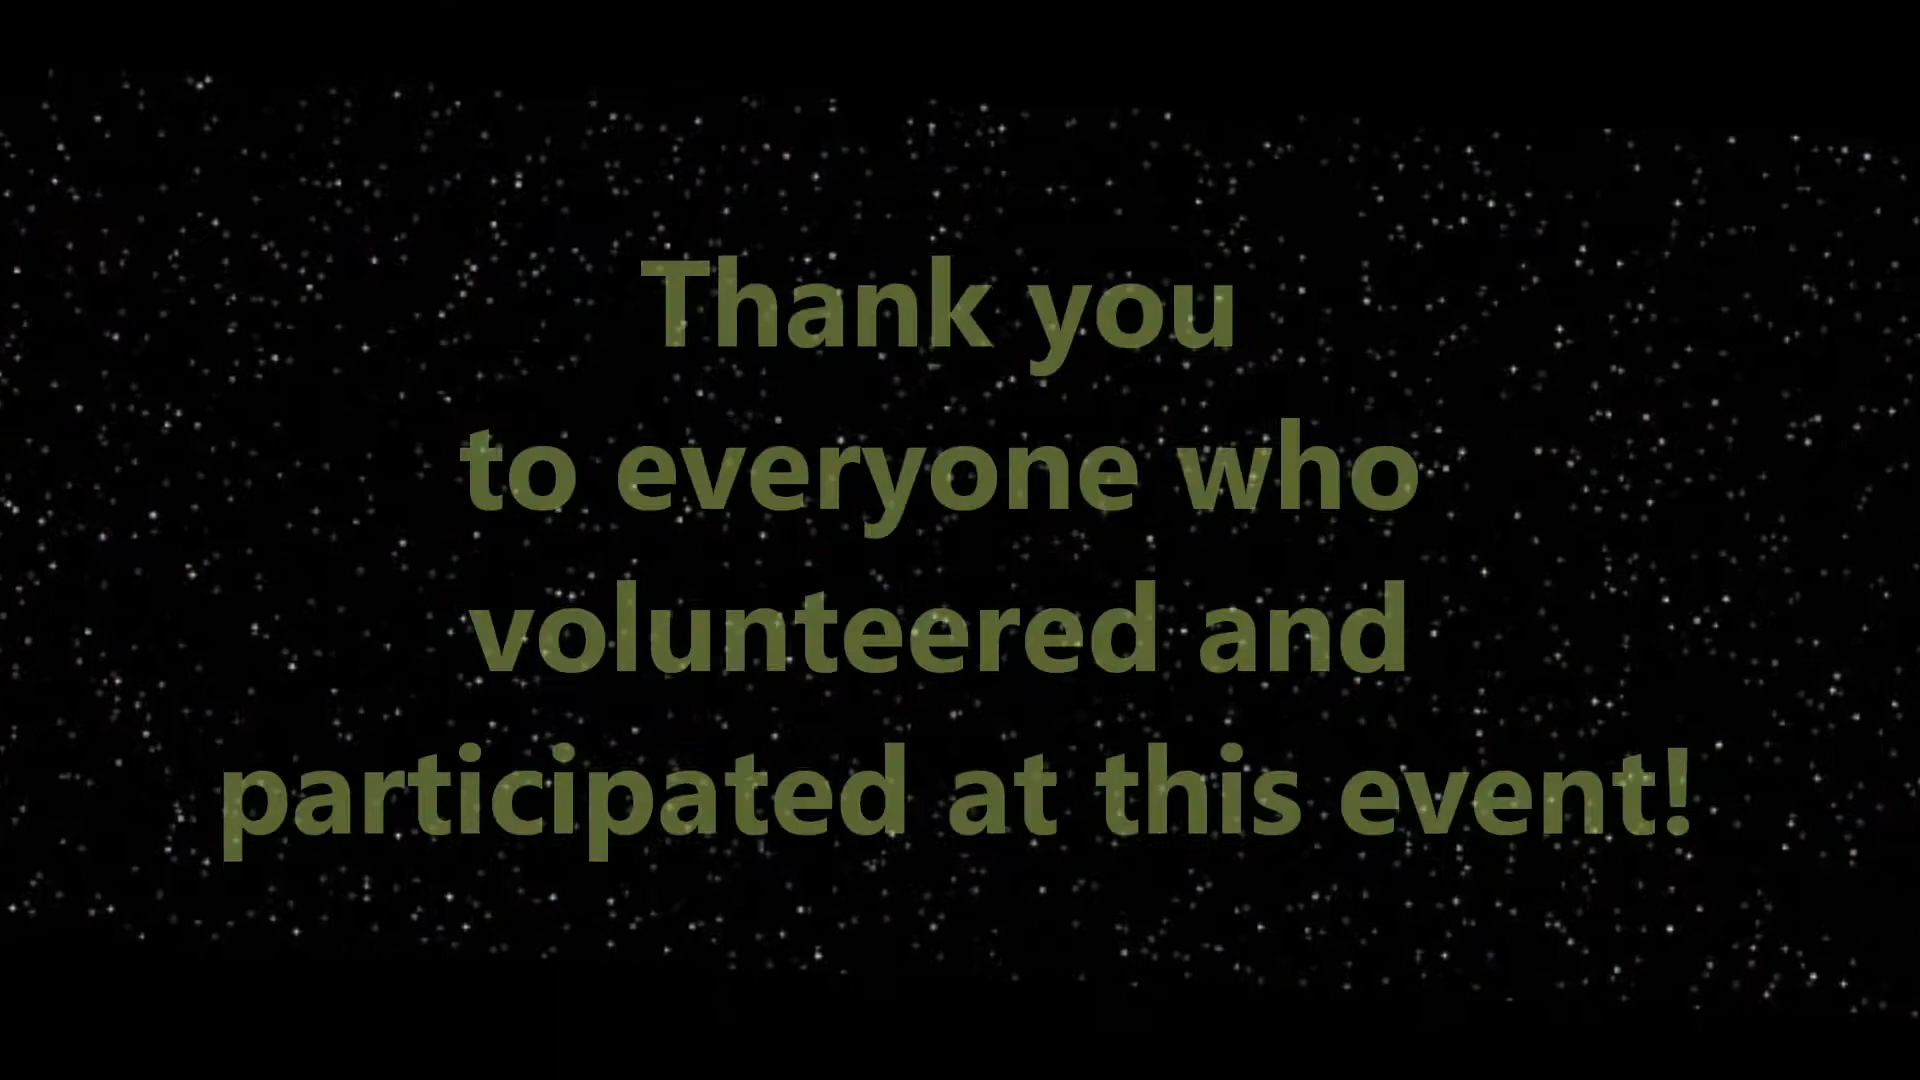 Thank you
to everyone who
volunteered and
participated at this event!